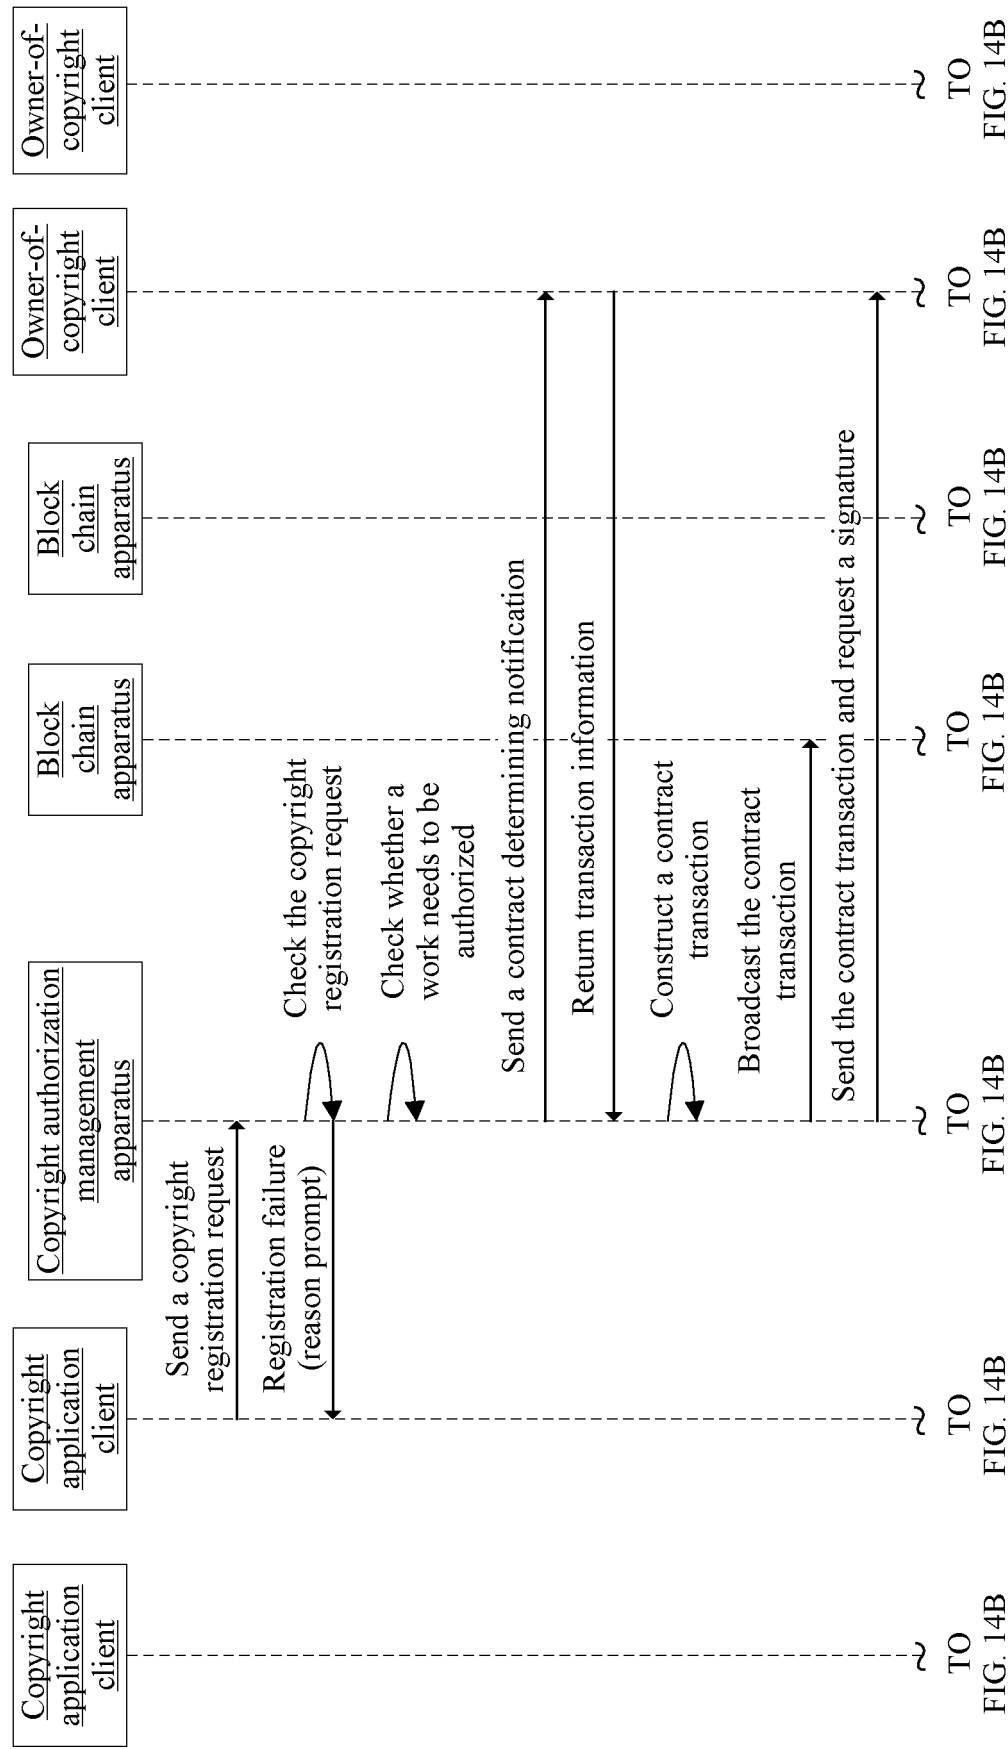 Copyright
application
client
Copyright
application
client
Copyright authorization
management
apparatus
Block
chain
apparatus
Block
chain
apparatus
Owner-of-
copyright
client
Owner-of-
copyright
client
Send a copyright
registration request
Registration failure
(reason prompt)
Check the copyright
registration request
Check whether a
work needs to be
authorized
Send a contract determining notification
Return transaction information
Construct a contract
transaction
Broadcast the contract
transaction
Send the contract transaction and request a signature
TO
FIG. 14B
TO
FIG. 14B
TO
FIG. 14B
TO
FIG. 14B
TO
FIG. 14B
TO
FIG. 14B
TO
FIG. 14B